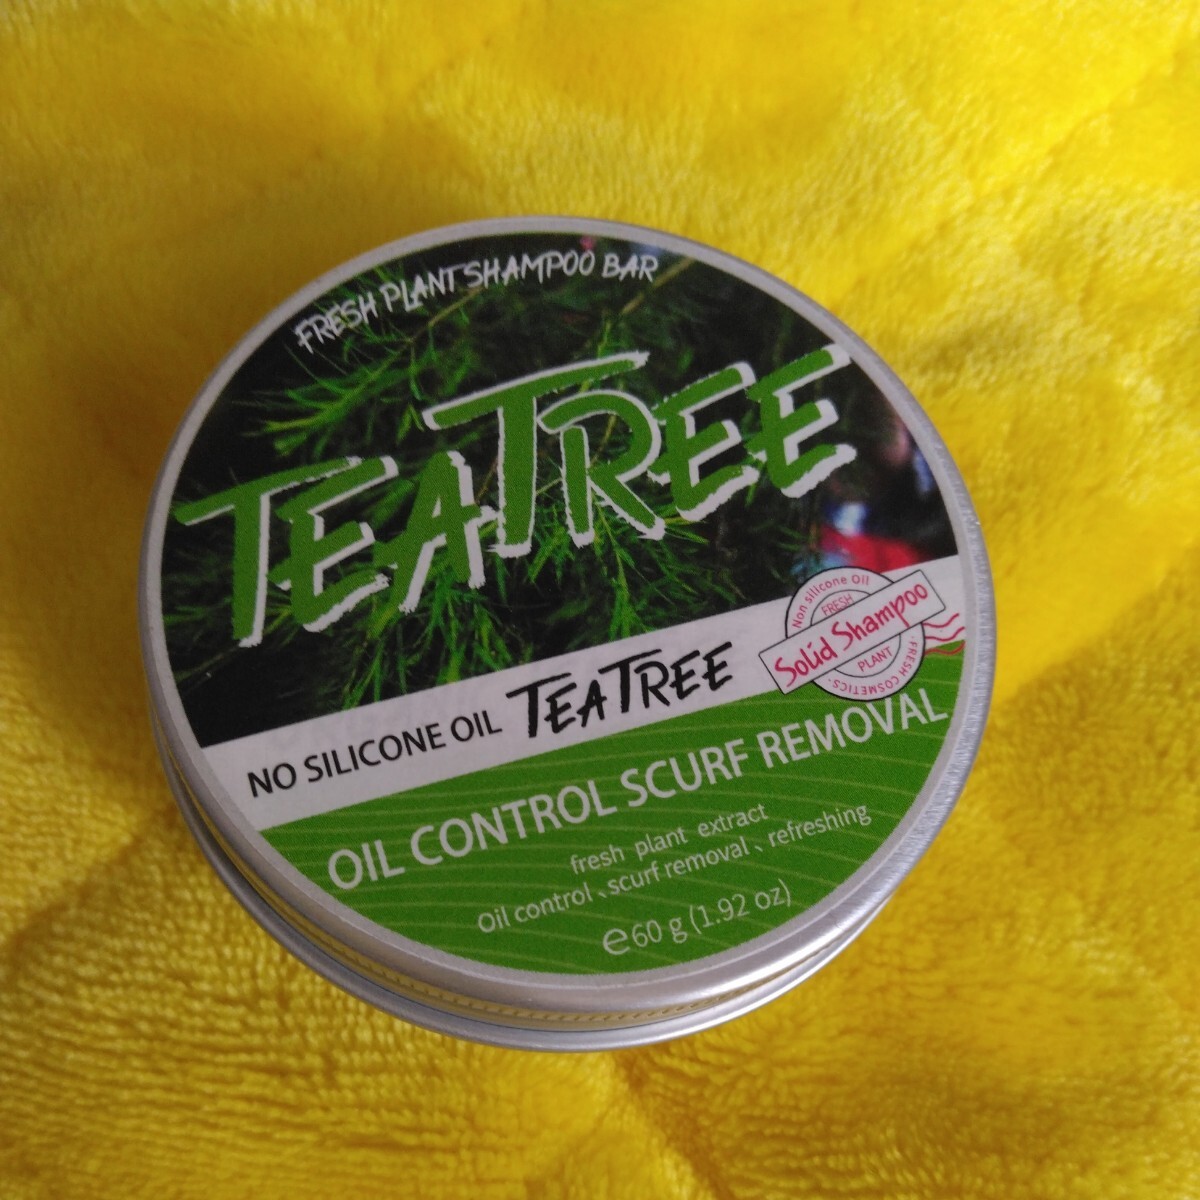 FRESH PLANT SHAMPOO BAR
TEATREE
Non silicone Oil
FRESH
Solid Shampoo
PLANT
·FRESH COSMETICS·
NO SILICONE OIL TEATREE
OIL CONTROL SCURF REMOVAL
fresh plant extract
Oil control、scurf removal、refreshing
℮60 g (1.92 oz)